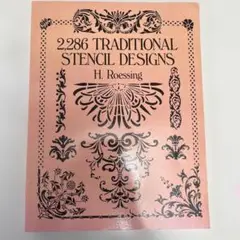 2,286 TRADITIONAL
STENCIL DESIGNS
H. Roessing